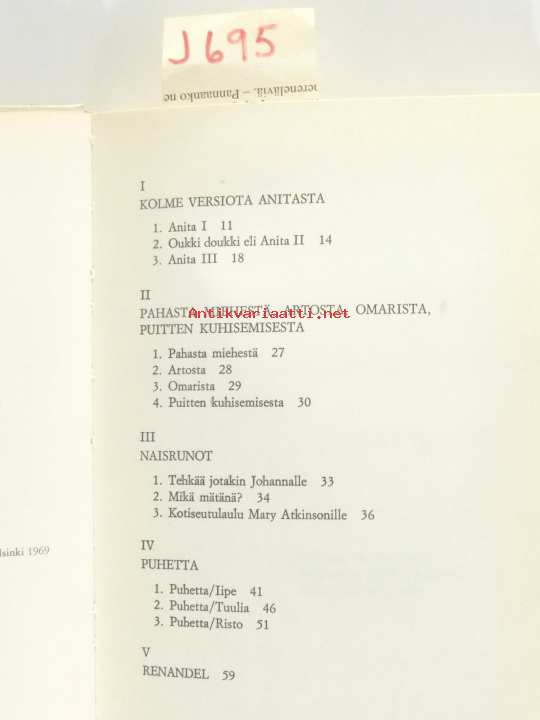 J695
nereneläviä. – Pannaanko ne
I
KOLME VERSIOTA ANITASTA
1. Anita I 11
2. Oukki doukki eli Anita II 14
3. Anita III 18
II
PAHASTA MIEHESTÄ, ARTOSTA, OMARISTA,
Antikvariaatti.net
PUITTEN KUHISEMISESTA
1. Pahasta miehestä 27
2. Artosta 28
3. Omarista 29
4. Puitten kuhisemisesta 30
III
NAISRUNOT
1. Tehkää jotakin Johannalle 33
2. Mikä mätänä? 34
3. Kotiseutulaulu Mary Atkinsonille 36
IV
lsinki 1969
PUHETTA
1. Puhetta/Iipe 41
2. Puhetta/Tuulia 46
3. Puhetta/Risto 51
V
RENANDEL 59